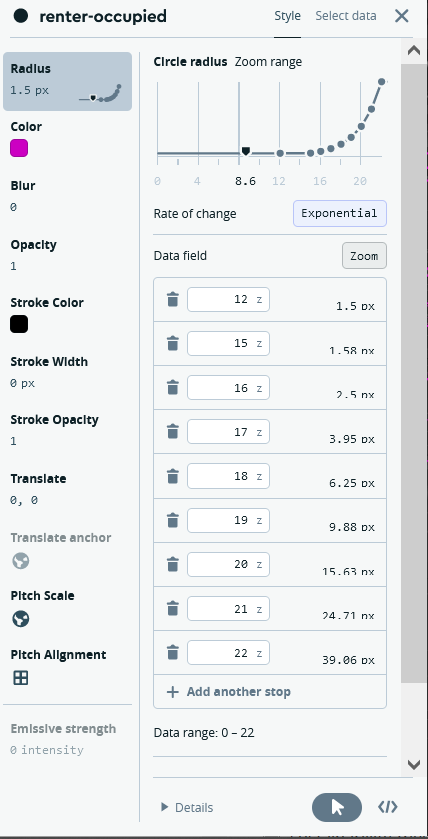 renter-occupied
Style
Select data
Radius
1.5 px
Color
Blur
0
Opacity
1
Stroke Color
Stroke Width
0 px
Stroke Opacity
1
Translate
0, 0
Translate anchor
Pitch Scale
Pitch Alignment
Emissive strength
0 intensity
Circle radius Zoom range
0 4 8.6 12 16 20
Rate of change Exponential
Data field Zoom
12 z 1.5 px
15 z 1.58 px
16 z 2.5 px
17 z 3.95 px
18 z 6.25 px
19 z 9.88 px
20 z 15.63 px
21 z 24.71 px
22 z 39.06 px
+ Add another stop
Data range: 0 – 22
Details